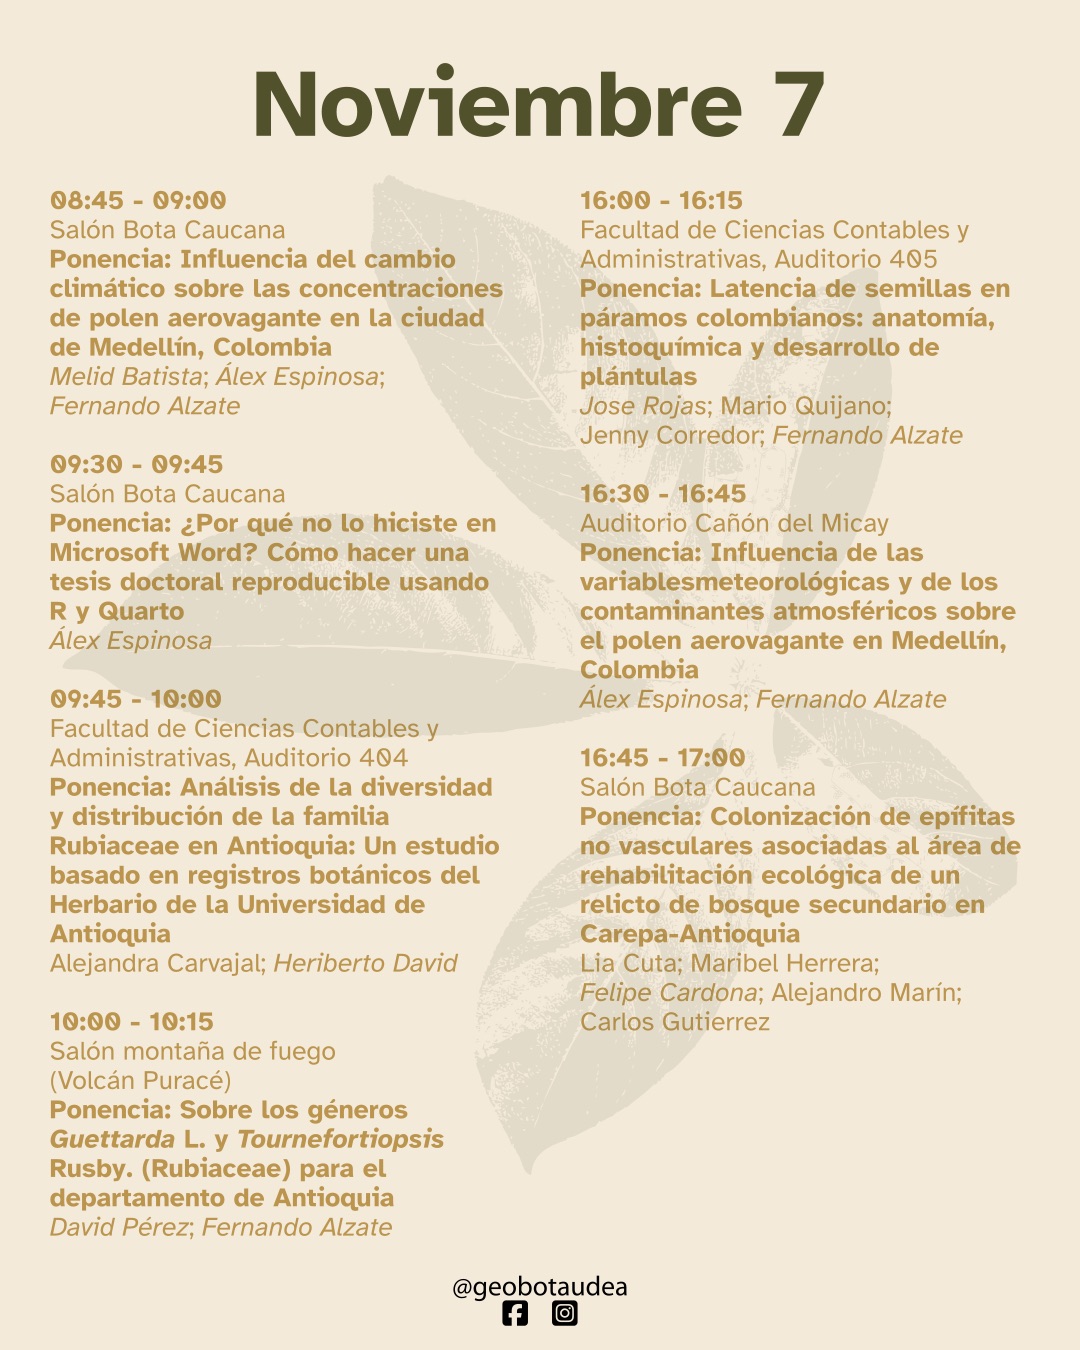 Noviembre 7
08:45 - 09:00
Salón Bota Caucana
Ponencia: Influencia del cambio
climático sobre las concentraciones
de polen aerovagante en la ciudad
de Medellín, Colombia
Melid Batista; Álex Espinosa;
Fernando Alzate
09:30 - 09:45
Salón Bota Caucana
Ponencia: ¿Por qué no lo hiciste en
Microsoft Word? Cómo hacer una
tesis doctoral reproducible usando
R y Quarto
Álex Espinosa
09:45 - 10:00
Facultad de Ciencias Contables y
Administrativas, Auditorio 404
Ponencia: Análisis de la diversidad
y distribución de la familia
Rubiaceae en Antioquia: Un estudio
basado en registros botánicos del
Herbario de la Universidad de
Antioquia
Alejandra Carvajal; Heriberto David
10:00 - 10:15
Salón montaña de fuego
(Volcán Puracé)
Ponencia: Sobre los géneros
Guettarda L. y Tournefortiopsis
Rusby. (Rubiaceae) para el
departamento de Antioquia
David Pérez; Fernando Alzate
16:00 - 16:15
Facultad de Ciencias Contables y
Administrativas, Auditorio 405
Ponencia: Latencia de semillas en
páramos colombianos: anatomía,
histoquímica y desarrollo de
plántulas
Jose Rojas; Mario Quijano;
Jenny Corredor; Fernando Alzate
16:30 - 16:45
Auditorio Cañón del Micay
Ponencia: Influencia de las
variablesmeteorológicas y de los
contaminantes atmosféricos sobre
el polen aerovagante en Medellín,
Colombia
Álex Espinosa; Fernando Alzate
16:45 - 17:00
Salón Bota Caucana
Ponencia: Colonización de epífitas
no vasculares asociadas al área de
rehabilitación ecológica de un
relicto de bosque secundario en
Carepa-Antioquia
Lia Cuta; Maribel Herrera;
Felipe Cardona; Alejandro Marín;
Carlos Gutierrez
@geobotaudea